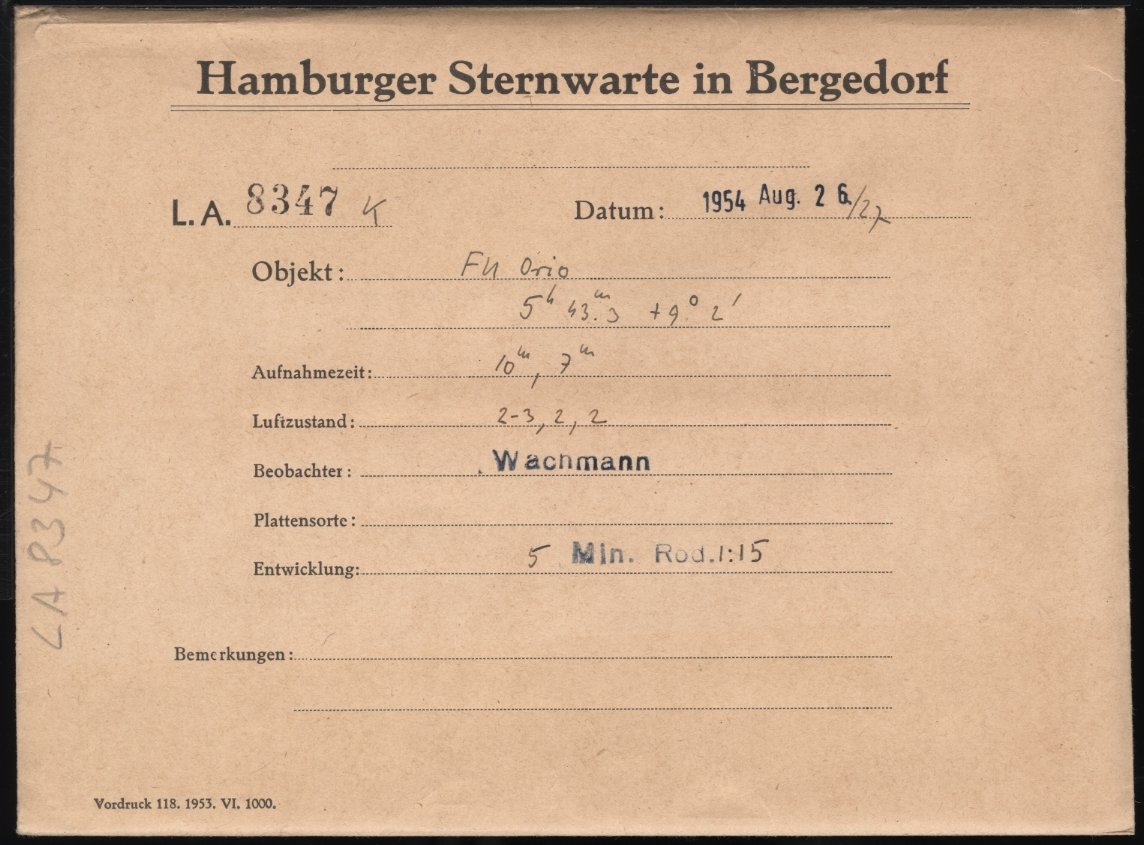 Hamburger Sternwarte in Bergedorf
L. A. 8347 K
Datum: 1954 Aug. 26./27
Objekt: FU Orio
5ʰ 43.ᵐ3 +9° 2'
Aufnahmezeit: 10ᵐ, 7ᵐ
Luftzustand: 2-3, 2, 2
Beobachter: Wachmann
Plattensorte:
Entwicklung: 5 Min. Rod. 1:15
Bemerkungen:
Vordruck 118. 1953. VI. 1000.
LA 8347